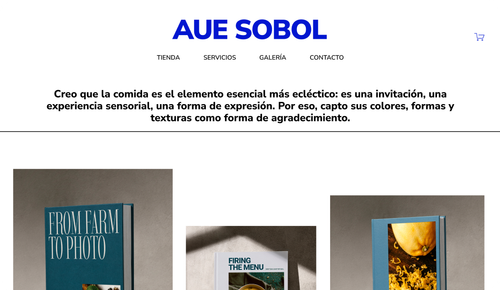 AUE SOBOL
TIENDA SERVICIOS GALERÍA CONTACTO
Creo que la comida es el elemento esencial más ecléctico: es una invitación, una
experiencia sensorial, una forma de expresión. Por eso, capto sus colores, formas y
texturas como forma de agradecimiento.
FROM FARM
TO PHOTO
FIRING
THE MENU